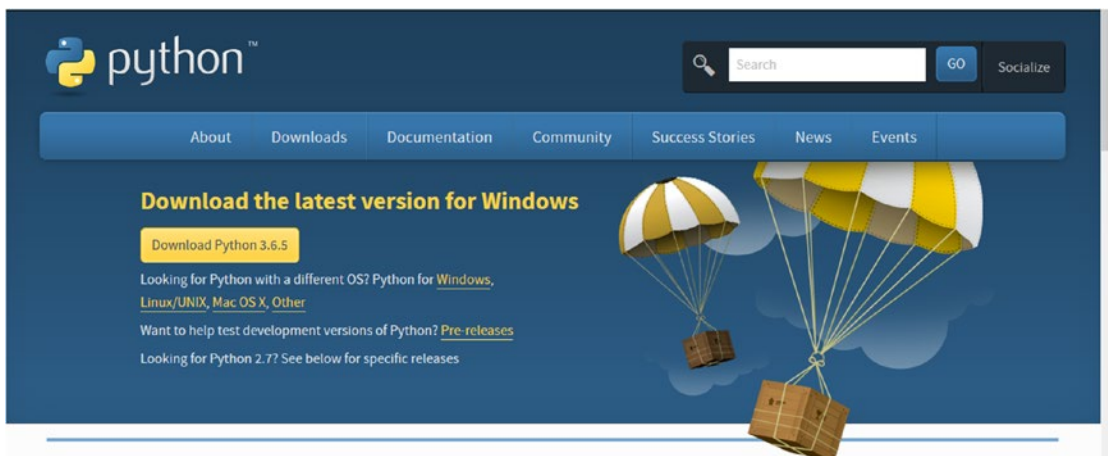 python™
Search
GO
Socialize
About
Downloads
Documentation
Community
Success Stories
News
Events
Download the latest version for Windows
Download Python 3.6.5
Looking for Python with a different OS? Python for Windows,
Linux/UNIX, Mac OS X, Other
Want to help test development versions of Python? Pre-releases
Looking for Python 2.7? See below for specific releases